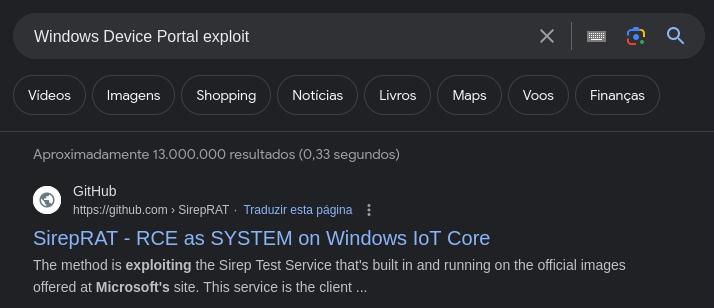 Windows Device Portal exploit
Vídeos Imagens Shopping Notícias Livros Maps Voos Finanças
Aproximadamente 13.000.000 resultados (0,33 segundos)
GitHub
https://github.com › SirepRAT · Traduzir esta página
SirepRAT - RCE as SYSTEM on Windows IoT Core
The method is exploiting the Sirep Test Service that's built in and running on the official images
offered at Microsoft's site. This service is the client ...